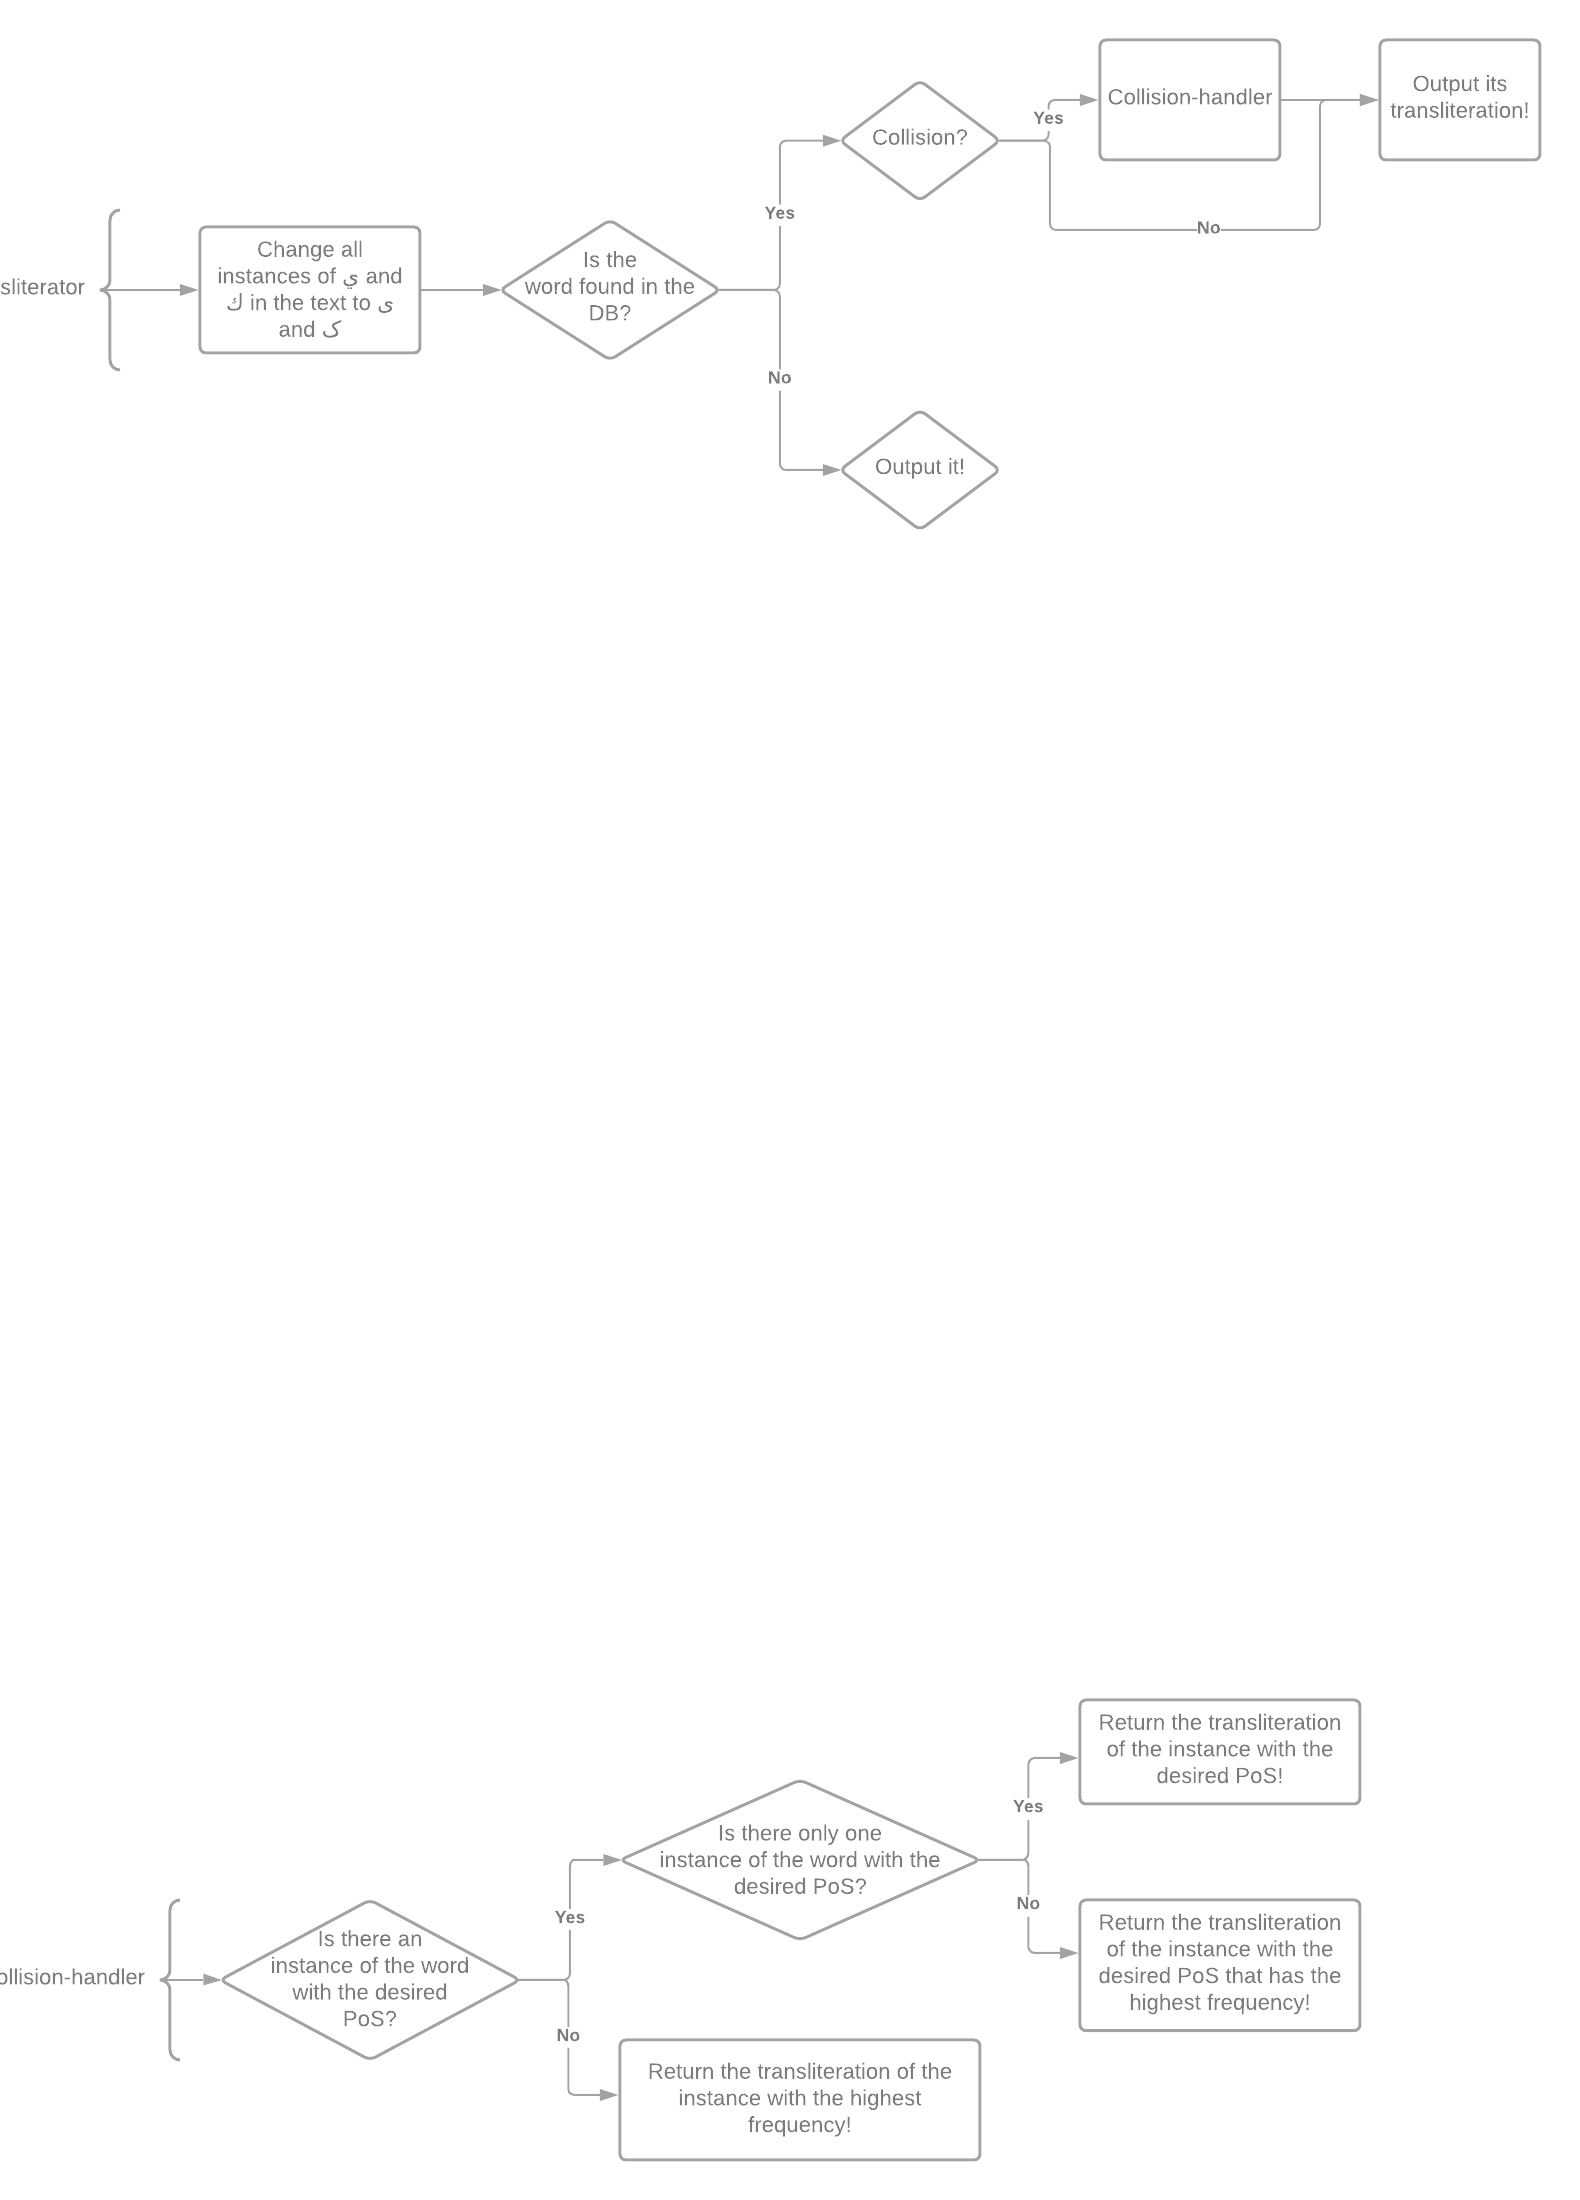 sliterator
Change all
instances of ي and
ك in the text to ى
and ک
Is the
word found in the
DB?
Yes
No
Collision?
Yes
No
Collision-handler
Output its
transliteration!
Output it!
ollision-handler
Is there an
instance of the word
with the desired
PoS?
Yes
No
Is there only one
instance of the word with the
desired PoS?
Yes
No
Return the transliteration
of the instance with the
desired PoS!
Return the transliteration
of the instance with the
desired PoS that has the
highest frequency!
Return the transliteration of the
instance with the highest
frequency!